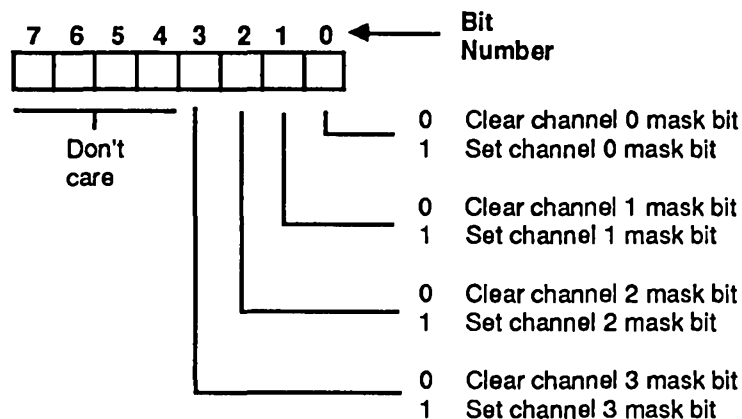 7 6 5 4 3 2 1 0
Bit
Number
Don't
care
0 Clear channel 0 mask bit
1 Set channel 0 mask bit
0 Clear channel 1 mask bit
1 Set channel 1 mask bit
0 Clear channel 2 mask bit
1 Set channel 2 mask bit
0 Clear channel 3 mask bit
1 Set channel 3 mask bit